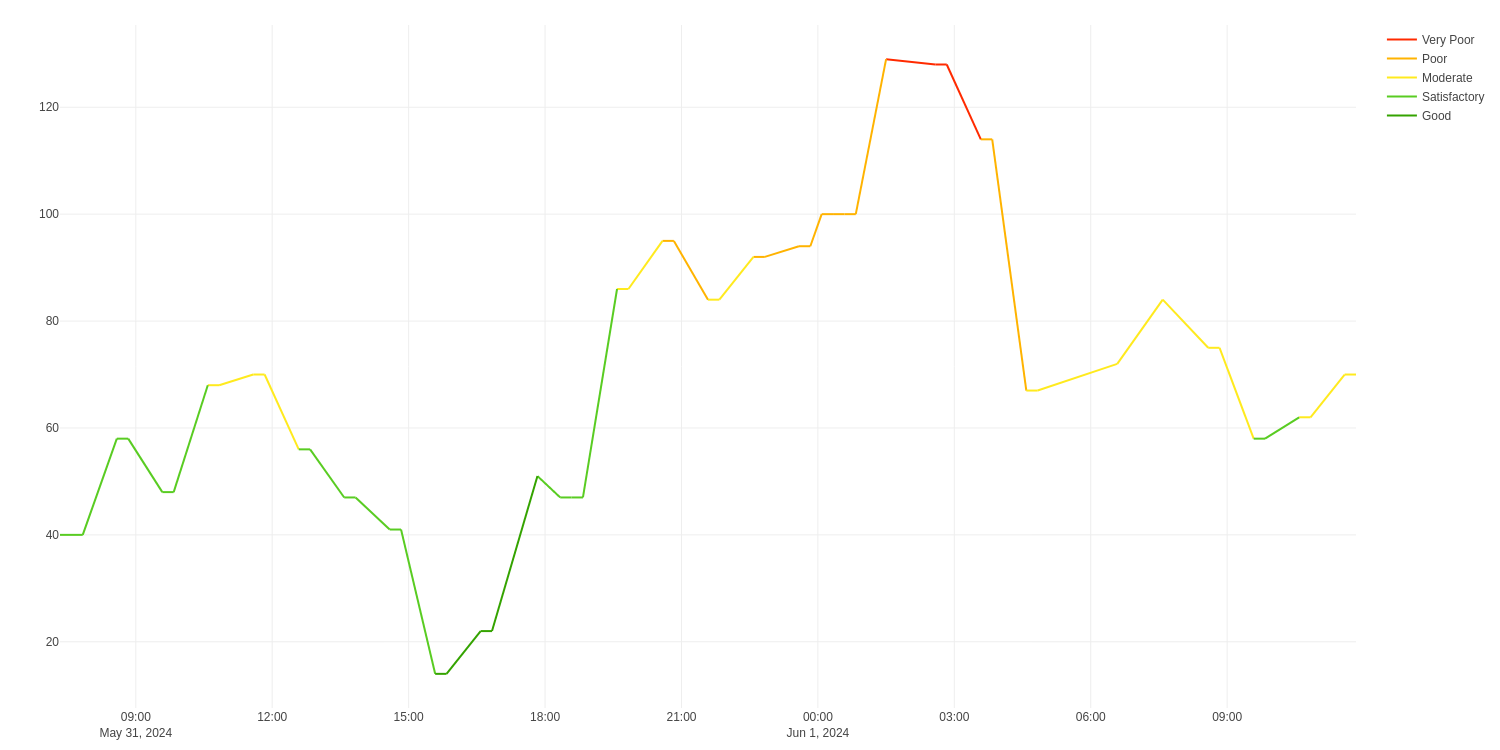 120
100
80
60
40
20
09:00
May 31, 2024
12:00
15:00
18:00
21:00
00:00
Jun 1, 2024
03:00
06:00
09:00
Very Poor
Poor
Moderate
Satisfactory
Good